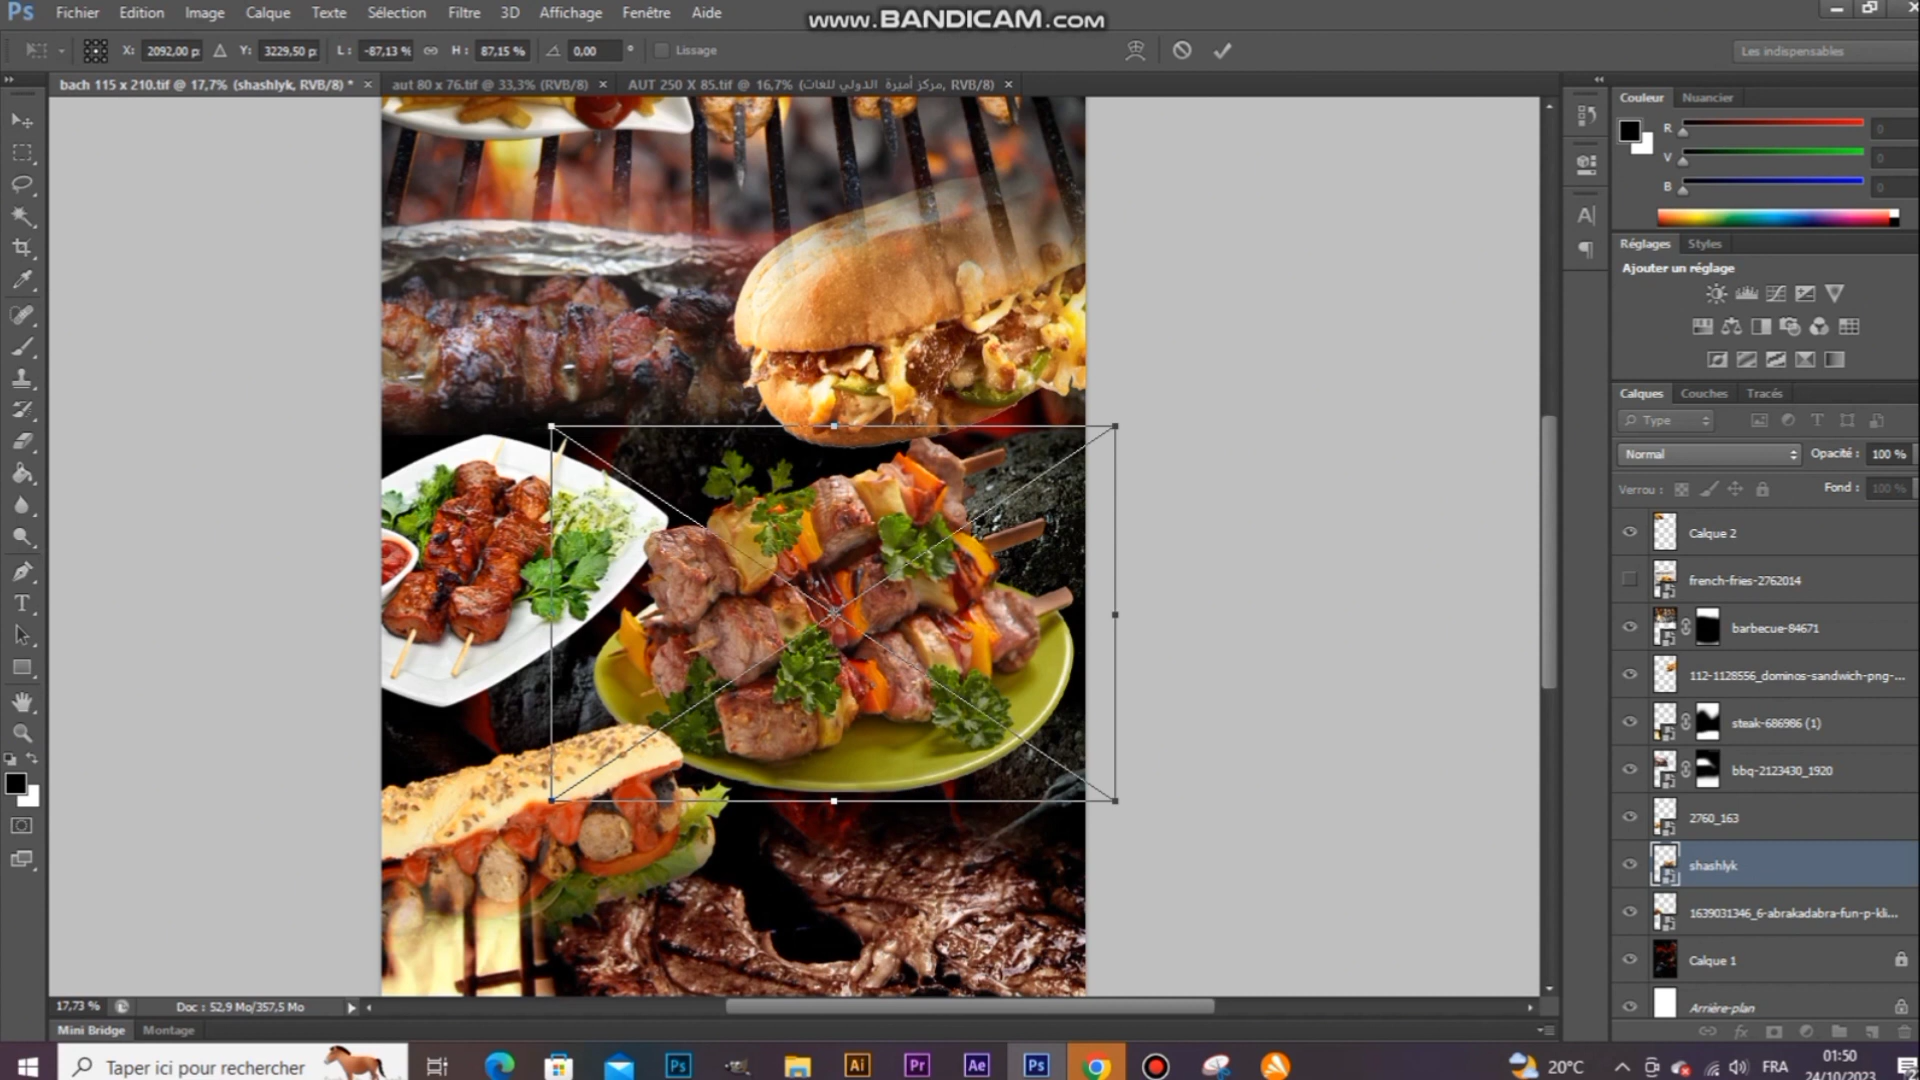 Ps Fichier Edition Image Calque Texte Sélection Filtre 3D Affichage Fenêtre Aide
www.BANDICAM.com
X: 2092,00 p Y: 3229,50 p L: -87,13 % H: 87,15 % 0,00 ° Lissage
Les indispensables
bach 115 x 210.tif @ 17,7% (shashlyk, RVB/8) * × aut 80 x 76.tif @ 33,3% (RVB/8) × AUT 250 X 85.tif @ 16,7% (مركز أميرة الدولي للغات, RVB/8) ×
Couleur Nuancier
R 0
V 0
B 0
Réglages Styles
Ajouter un réglage
Calques Couches Tracés
Type
Normal Opacité : 100 %
Verrou : Fond : 100 %
Calque 2
french-fries-2762014
barbecue-84671
112-1128556_dominos-sandwich-png-...
steak-686986 (1)
bbq-2123430_1920
2760_163
shashlyk
1639031346_6-abrakadabra-fun-p-kli...
Calque 1
Arrière-plan
17,73 % Doc : 52,9 Mo/357,5 Mo
Mini Bridge Montage
Taper ici pour rechercher
Ps Ai Pr Ae Ps
20°C FRA 01:50
24/10/2023